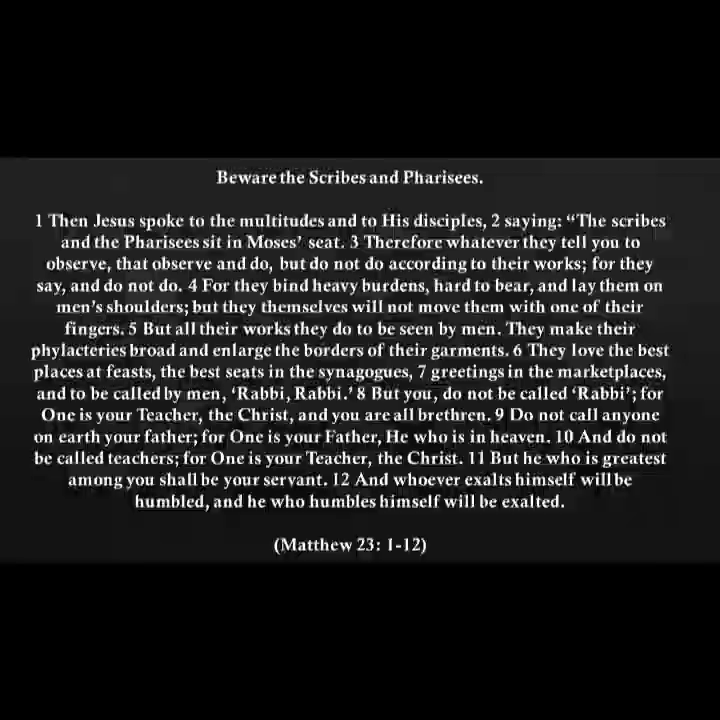 Beware the Scribes and Pharisees.
1 Then Jesus spoke to the multitudes and to His disciples, 2 saying: “The scribes
and the Pharisees sit in Moses’ seat. 3 Therefore whatever they tell you to
observe, that observe and do, but do not do according to their works; for they
say, and do not do. 4 For they bind heavy burdens, hard to bear, and lay them on
men’s shoulders; but they themselves will not move them with one of their
fingers. 5 But all their works they do to be seen by men. They make their
phylacteries broad and enlarge the borders of their garments. 6 They love the best
places at feasts, the best seats in the synagogues, 7 greetings in the marketplaces,
and to be called by men, ‘Rabbi, Rabbi.’ 8 But you, do not be called ‘Rabbi’; for
One is your Teacher, the Christ, and you are all brethren. 9 Do not call anyone
on earth your father; for One is your Father, He who is in heaven. 10 And do not
be called teachers; for One is your Teacher, the Christ. 11 But he who is greatest
among you shall be your servant. 12 And whoever exalts himself will be
humbled, and he who humbles himself will be exalted.
(Matthew 23: 1-12)